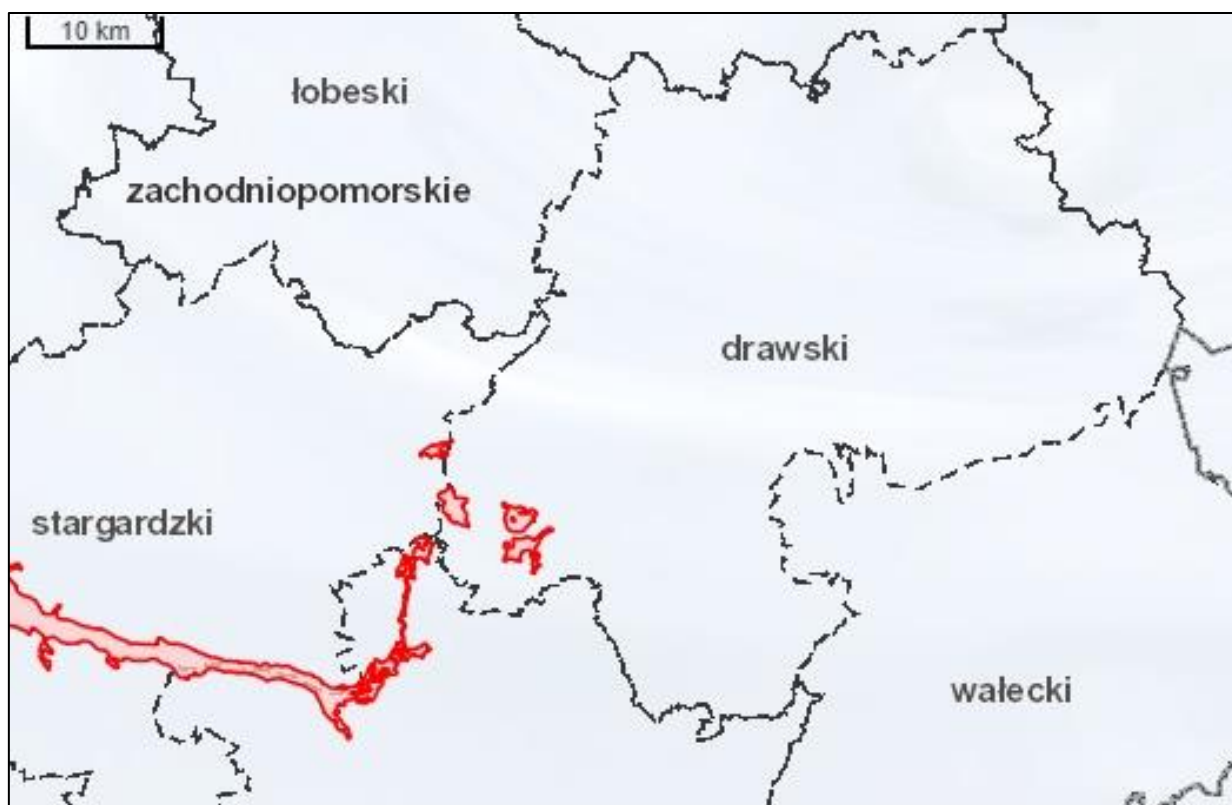 10 km
łobeski
zachodniopomorskie
drawski
stargardzki
wałecki